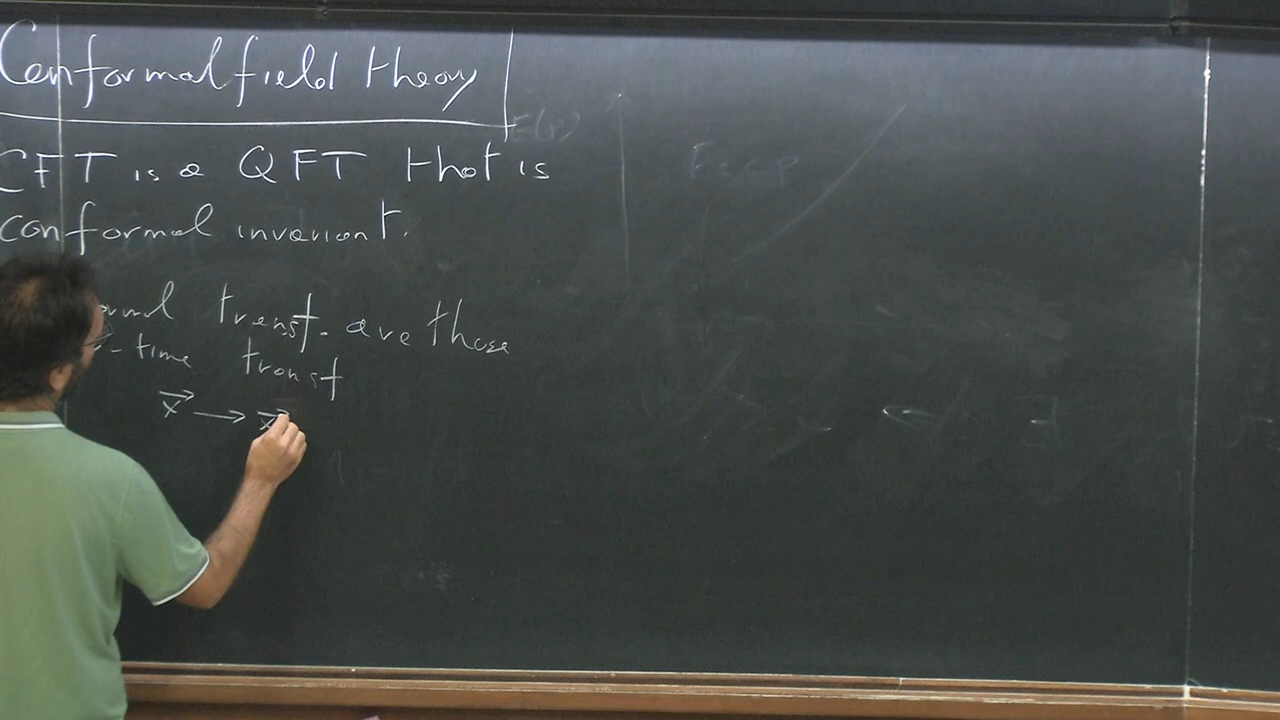 Conformal field theory
CFT is a QFT that is
conformal invariant.
transf. are those
-time transf
x⃗ → x⃗